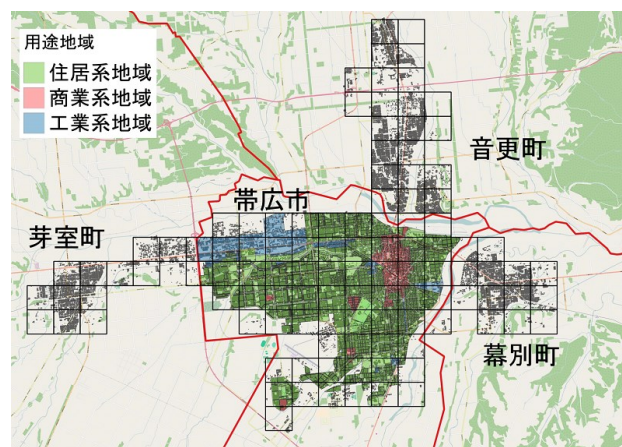 用途地域
住居系地域
商業系地域
工業系地域
音更町
帯広市
芽室町
幕別町